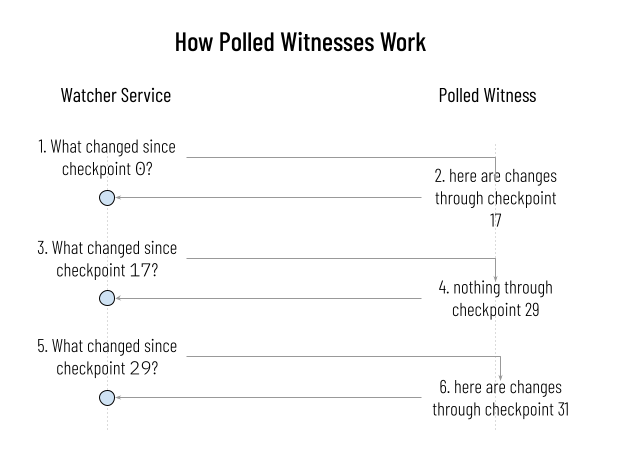 How Polled Witnesses Work
Watcher Service
Polled Witness
1. What changed since
checkpoint 0?
2. here are changes
through checkpoint
17
3. What changed since
checkpoint 17?
4. nothing through
checkpoint 29
5. What changed since
checkpoint 29?
6. here are changes
through checkpoint 31